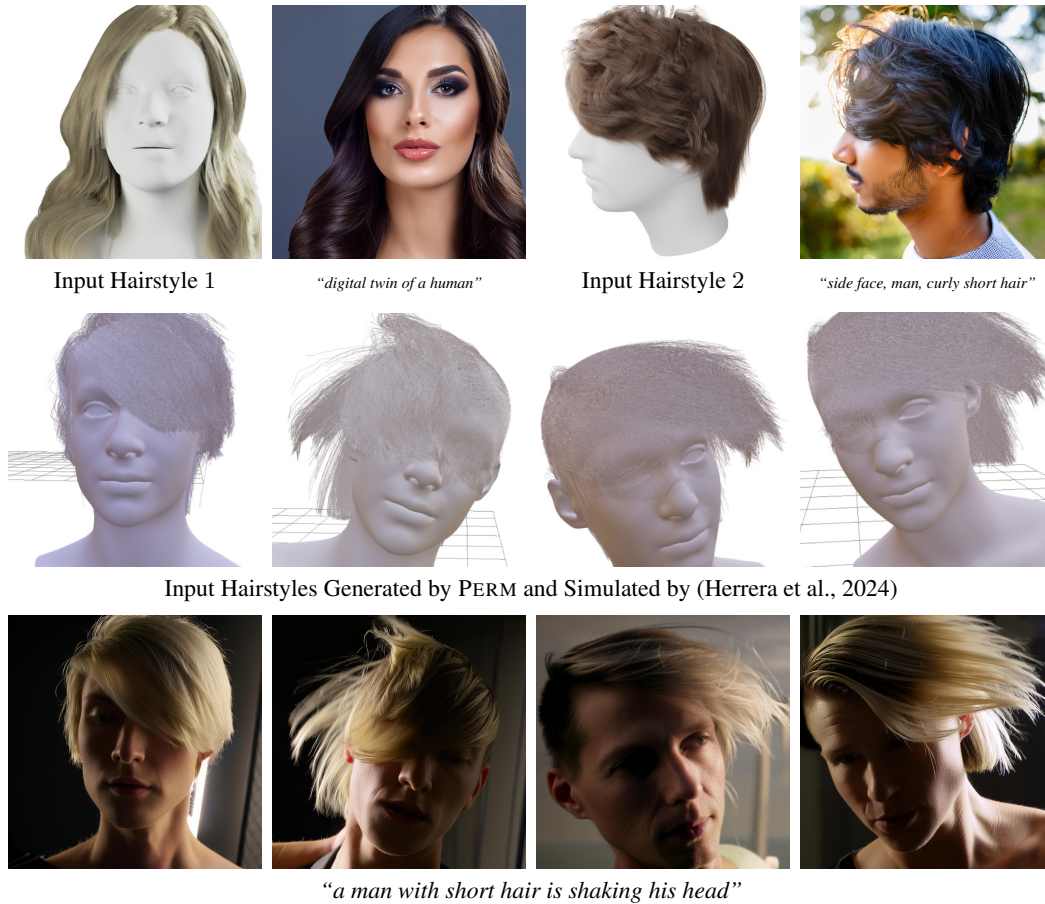 Input Hairstyle 1
“digital twin of a human”
Input Hairstyle 2
“side face, man, curly short hair”
Input Hairstyles Generated by PERM and Simulated by (Herrera et al., 2024)
“a man with short hair is shaking his head”